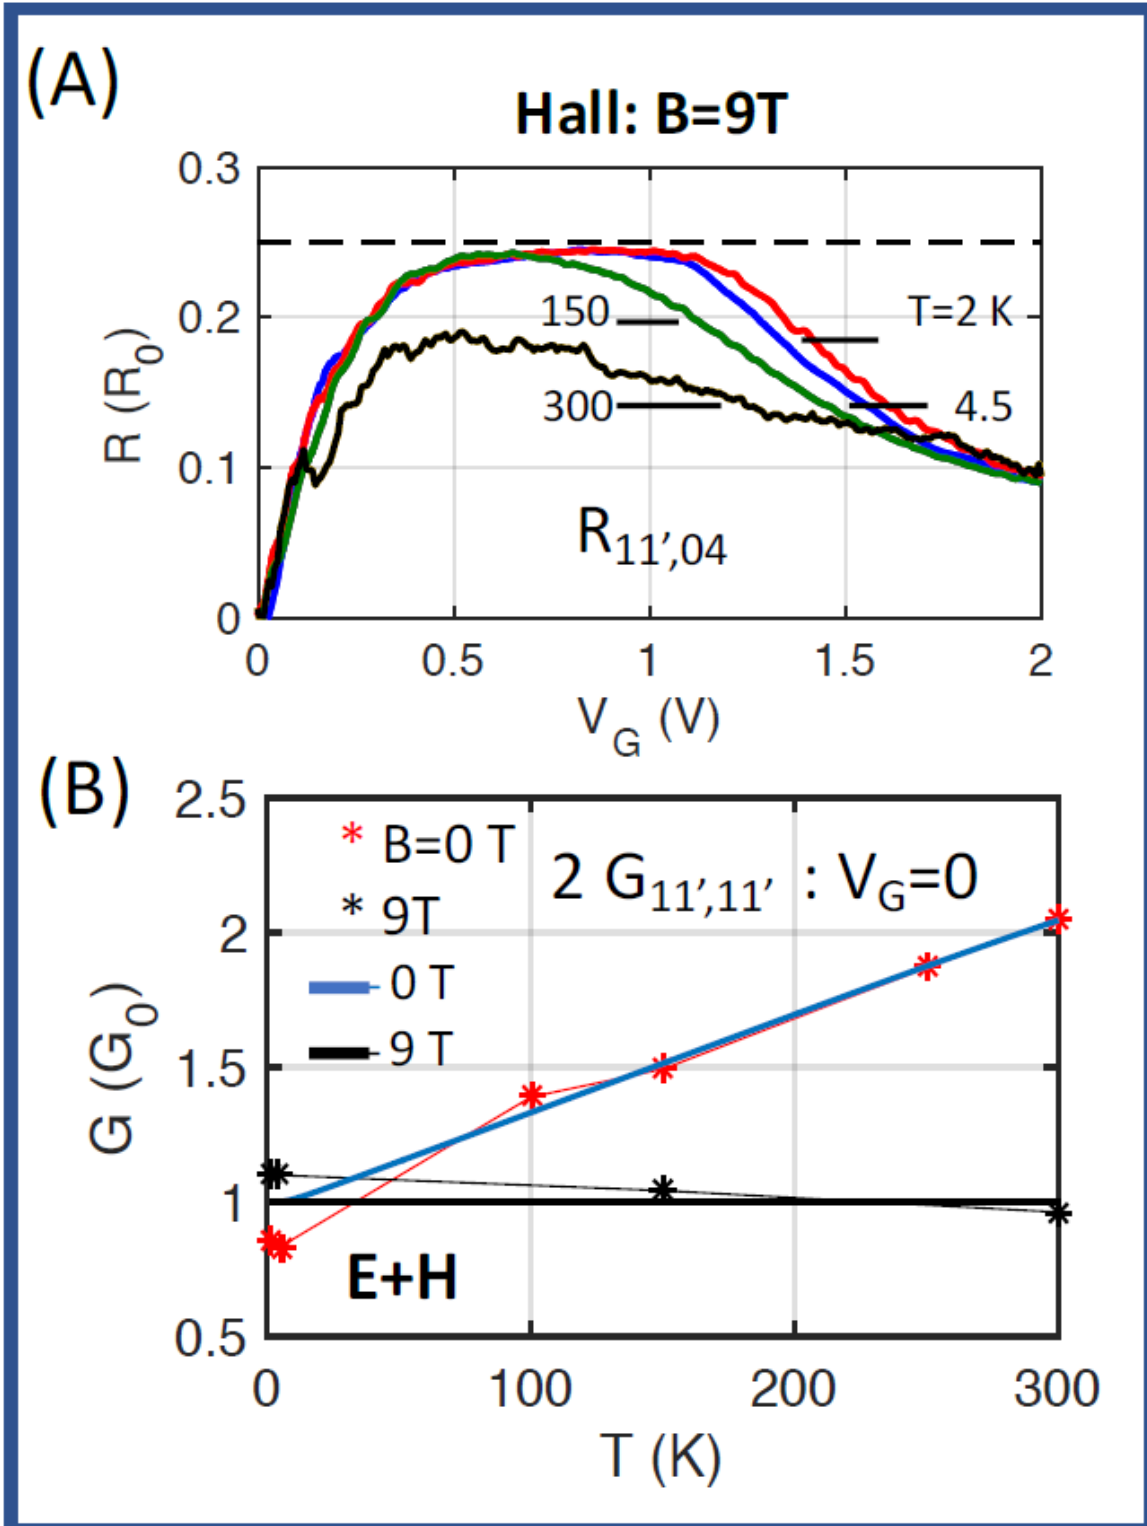 (A)
Hall: B=9T
0.3
0.2
0.1
0
R (R₀)
150
T=2 K
300
4.5
R₁₁',₀₄
0 0.5 1 1.5 2
V_G (V)
(B)
2.5
2
1.5
1
0.5
G (G₀)
* B=0 T
* 9T
0 T
9 T
2 G₁₁',₁₁' : V_G=0
E+H
0 100 200 300
T (K)